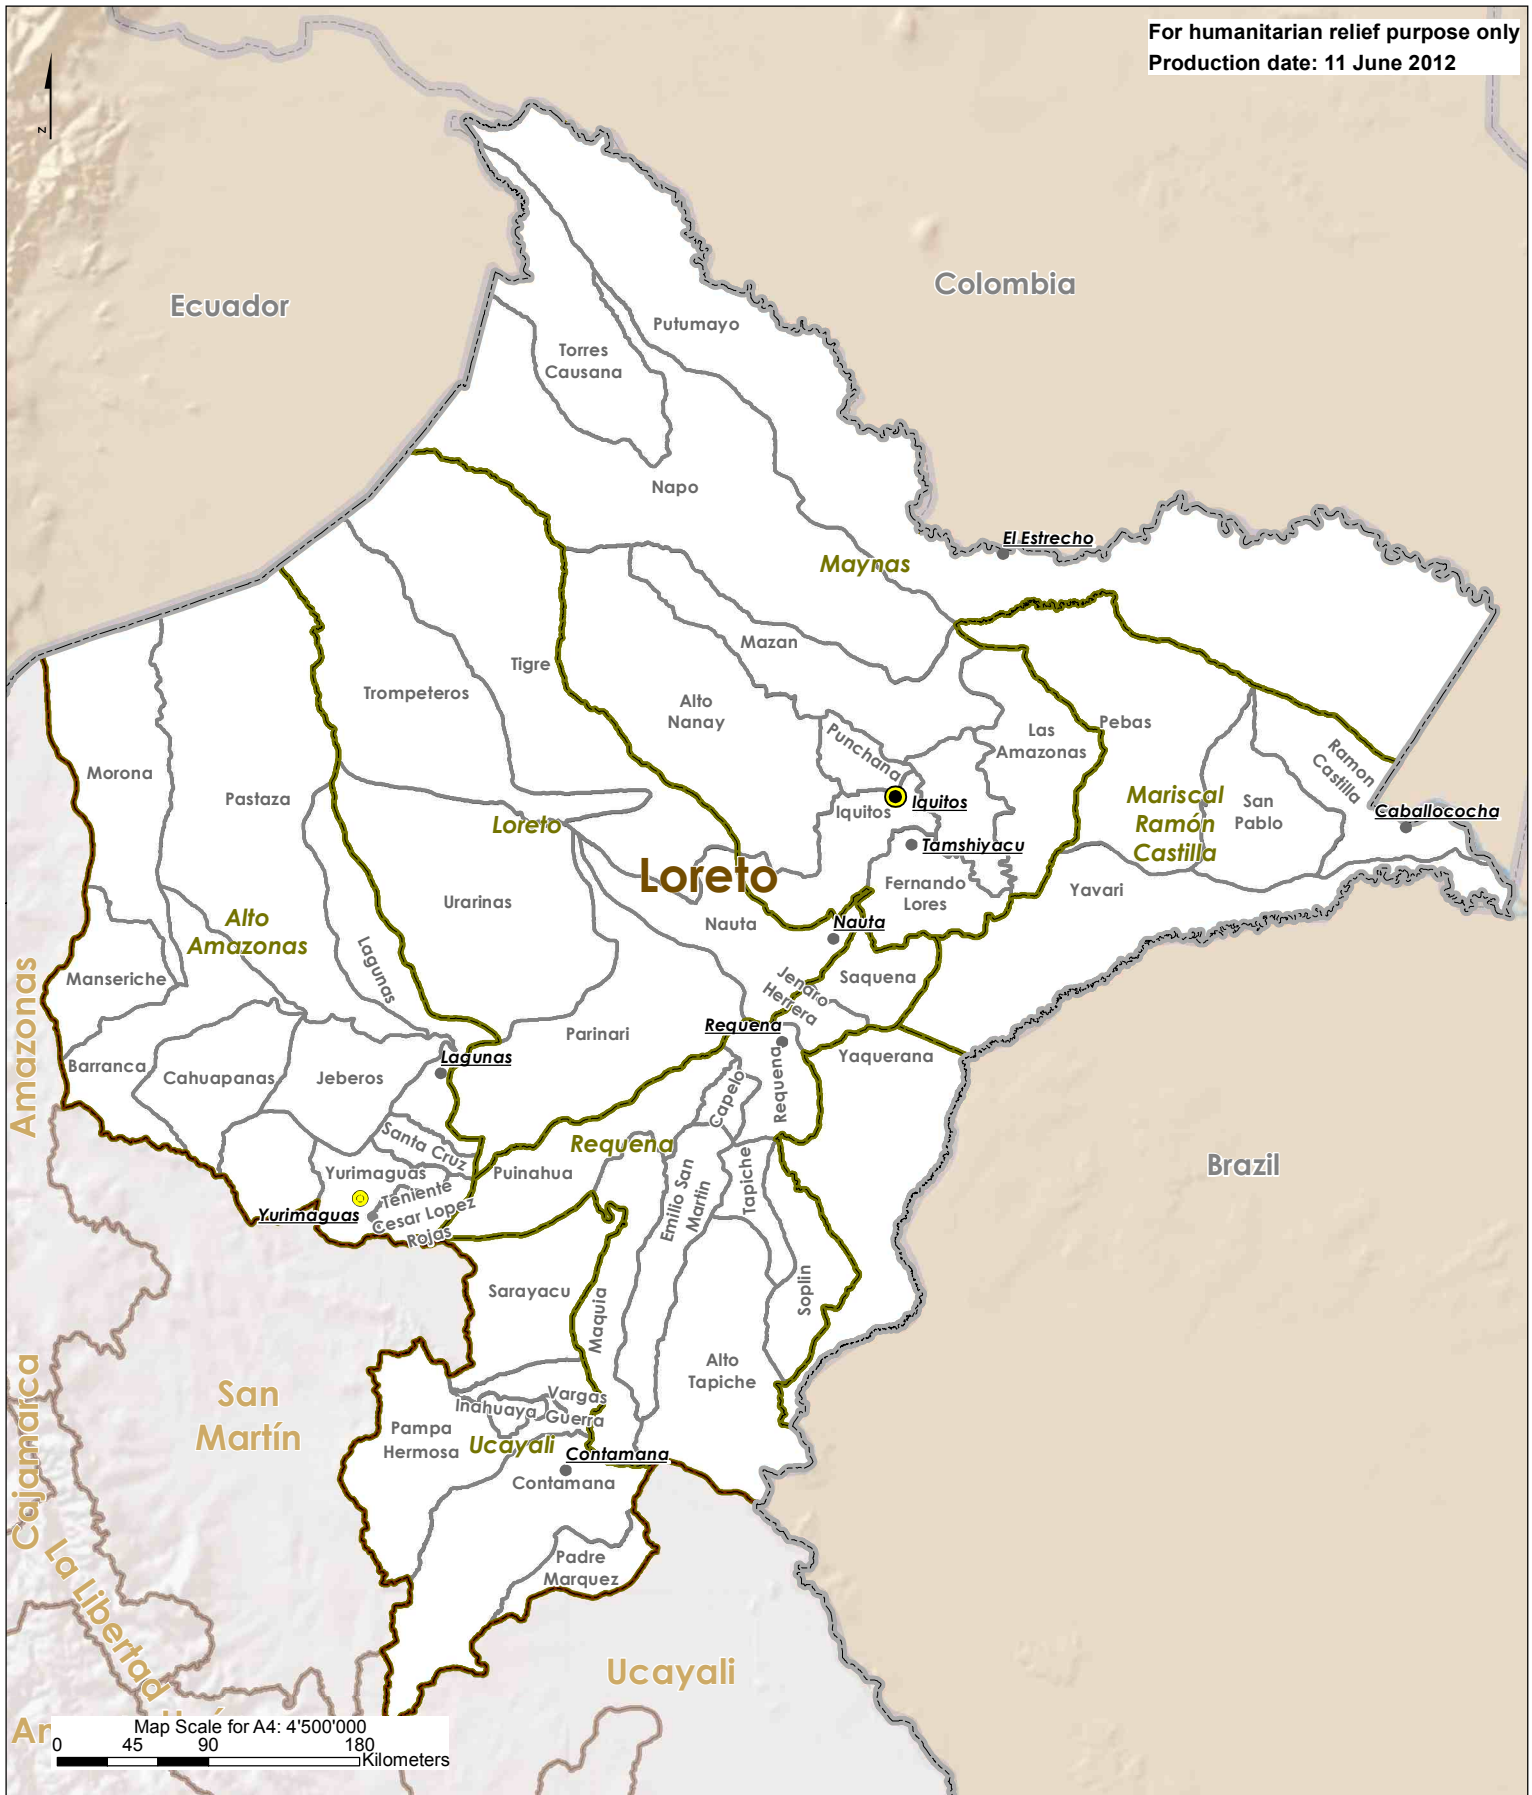 For humanitarian relief purpose only
Production date: 11 June 2012
N
Ecuador
Colombia
Putumayo
Torres
Causana
Napo
El Estrecho
Maynas
Mazan
Tigre
Trompeteros
Alto
Nanay
Las
Amazonas
Pebas
Punchana
Ramon
Castilla
Morona
Pastaza
Iquitos
Iquitos
Mariscal
Ramón
Castilla
San
Pablo
Caballococha
Loreto
Tamshiyacu
Loreto
Fernando
Lores
Yavari
Urarinas
Alto
Amazonas
Nauta
Nauta
Lagunas
Manseriche
Saquena
Jenaro
Herrera
Amazonas
Requena
Parinari
Yaquerana
Lagunas
Barranca
Cahuapanas
Jeberos
Requena
Capelo
Santa Cruz
Requena
Brazil
Yurimaguas
Puinahua
Teniente
Cesar Lopez
Rojas
Yurimaguas
Emilio San
Martin
Tapiche
Sarayacu
Maquia
Soplin
Alto
Tapiche
San
Martín
Cajamarca
Vargas
Guerra
Inahuaya
Pampa
Hermosa
Ucayali
Contamana
Contamana
Padre
Marquez
La Libertad
Ucayali
Map Scale for A4: 4'500'000
0 45 90 180
Kilometers